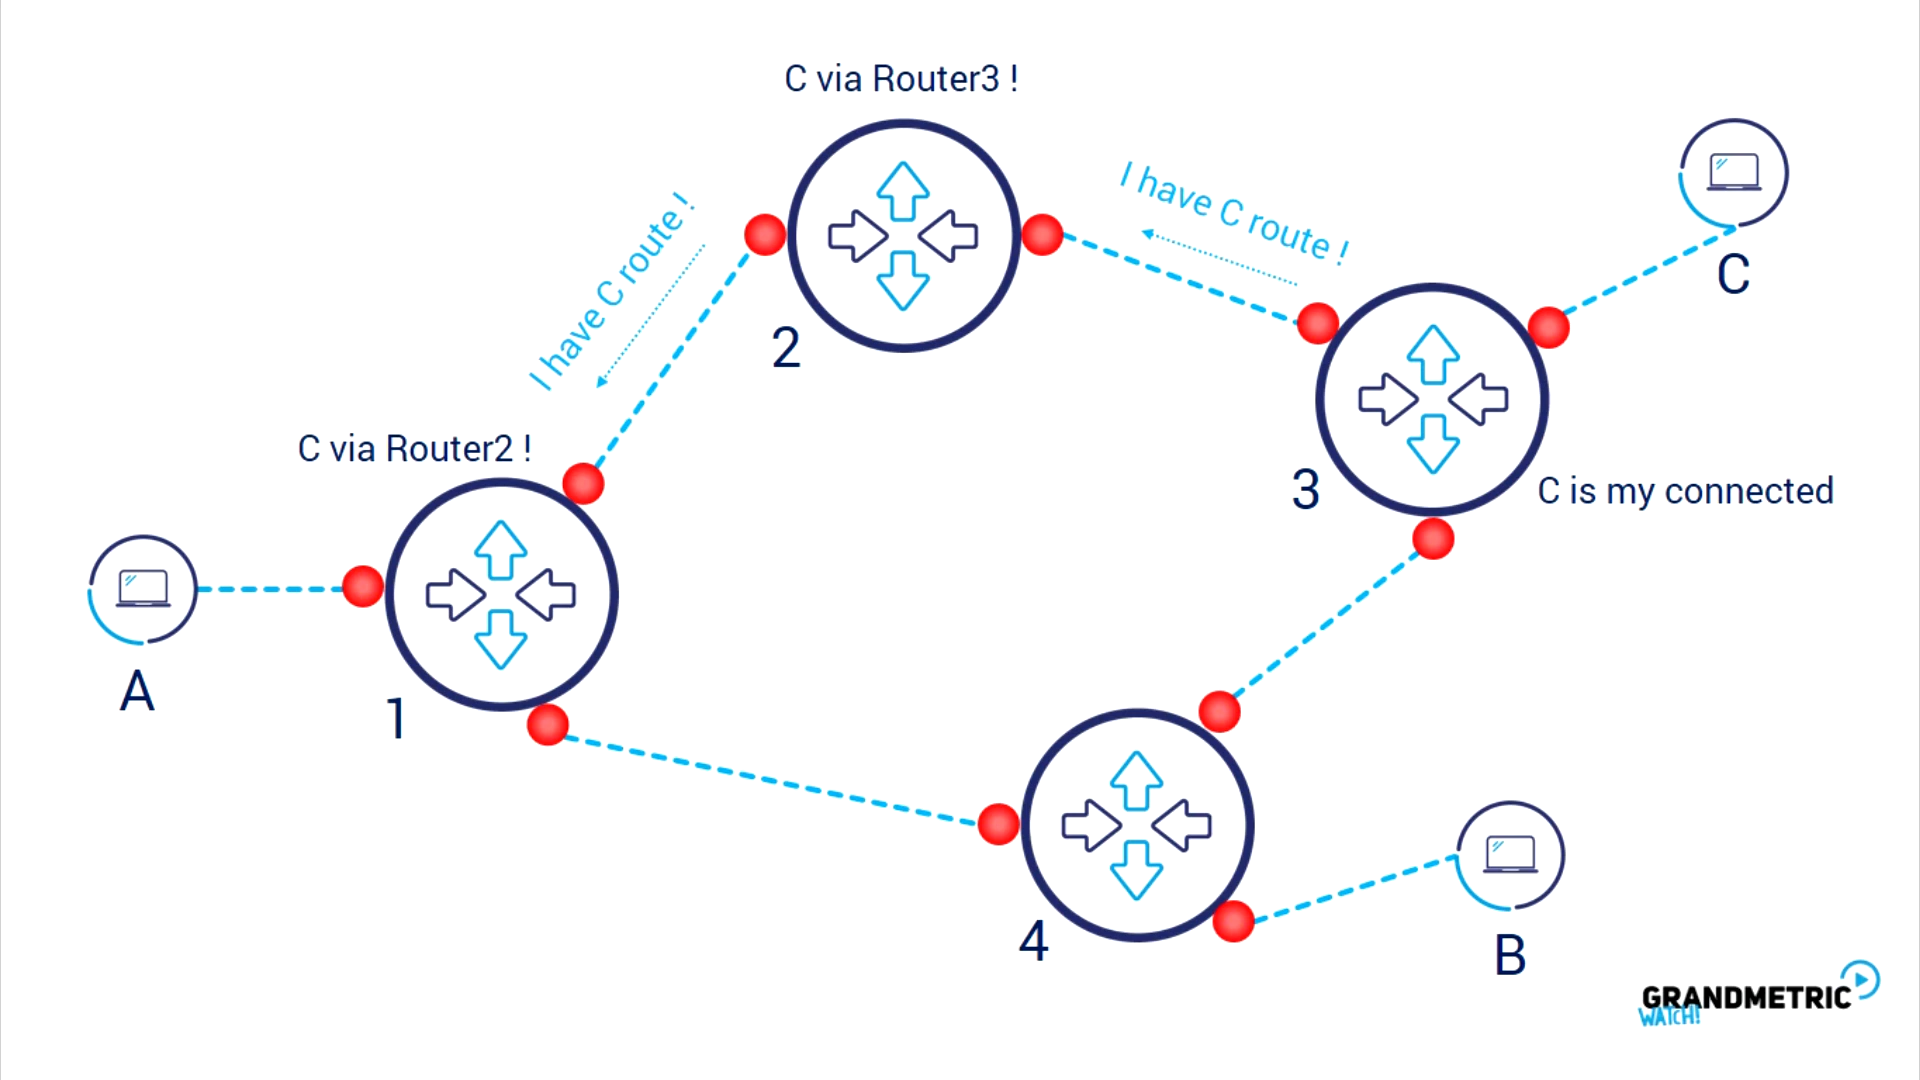 C via Router3 !
I have C route !
I have C route !
C
2
C via Router2 !
3
C is my connected
A
1
4
B
GRANDMETRIC
WATCH!